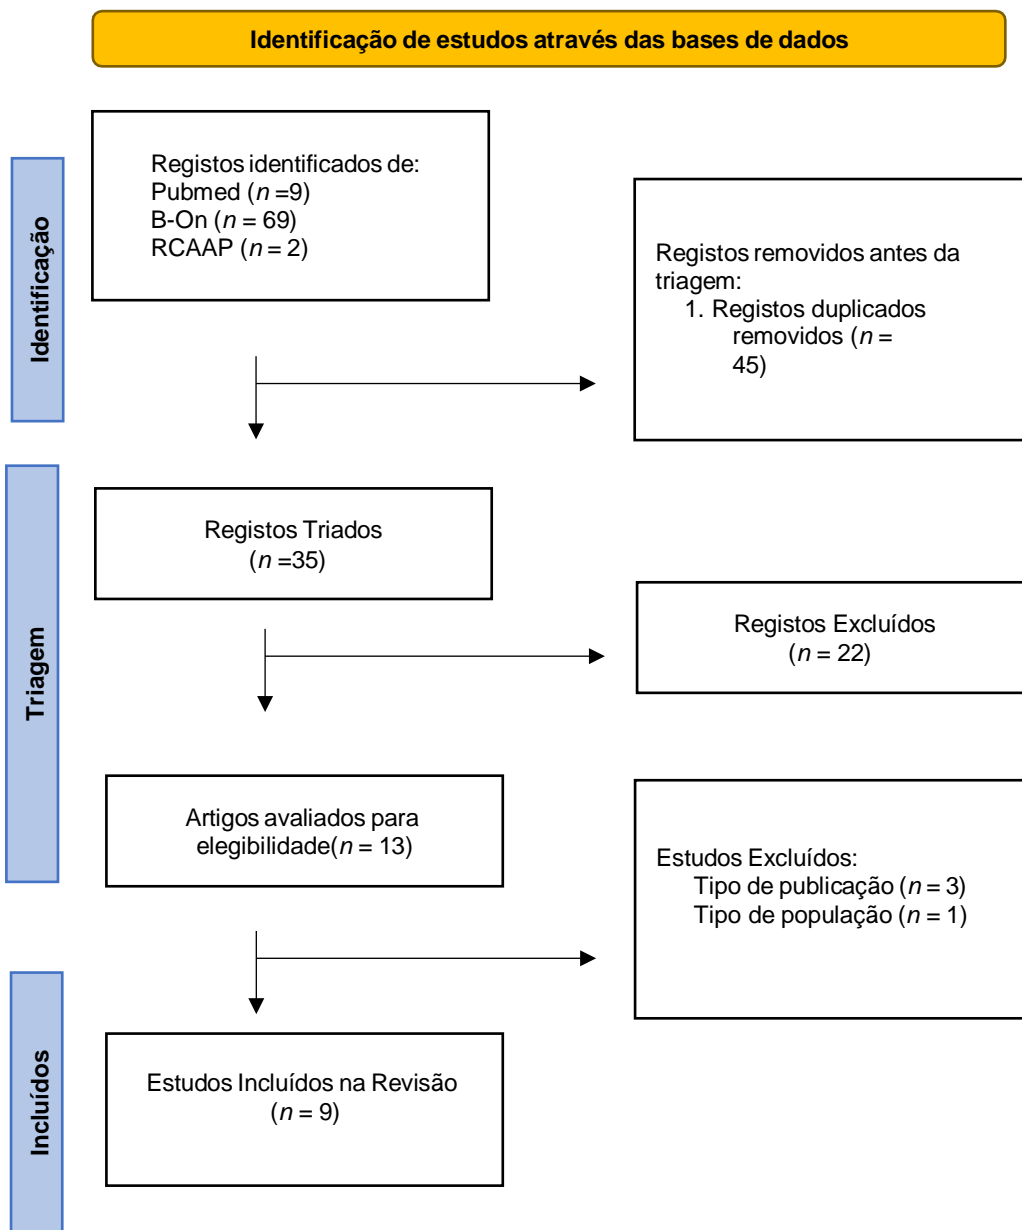 Identificação de estudos através das bases de dados
Identificação
Registos identificados de:
Pubmed (n =9)
B-On (n = 69)
RCAAP (n = 2)
Registos removidos antes da
triagem:
1. Registos duplicados
removidos (n =
45)
Triagem
Registos Triados
(n =35)
Registos Excluídos
(n = 22)
Artigos avaliados para
elegibilidade(n = 13)
Estudos Excluídos:
Tipo de publicação (n = 3)
Tipo de população (n = 1)
Incluídos
Estudos Incluídos na Revisão
(n = 9)